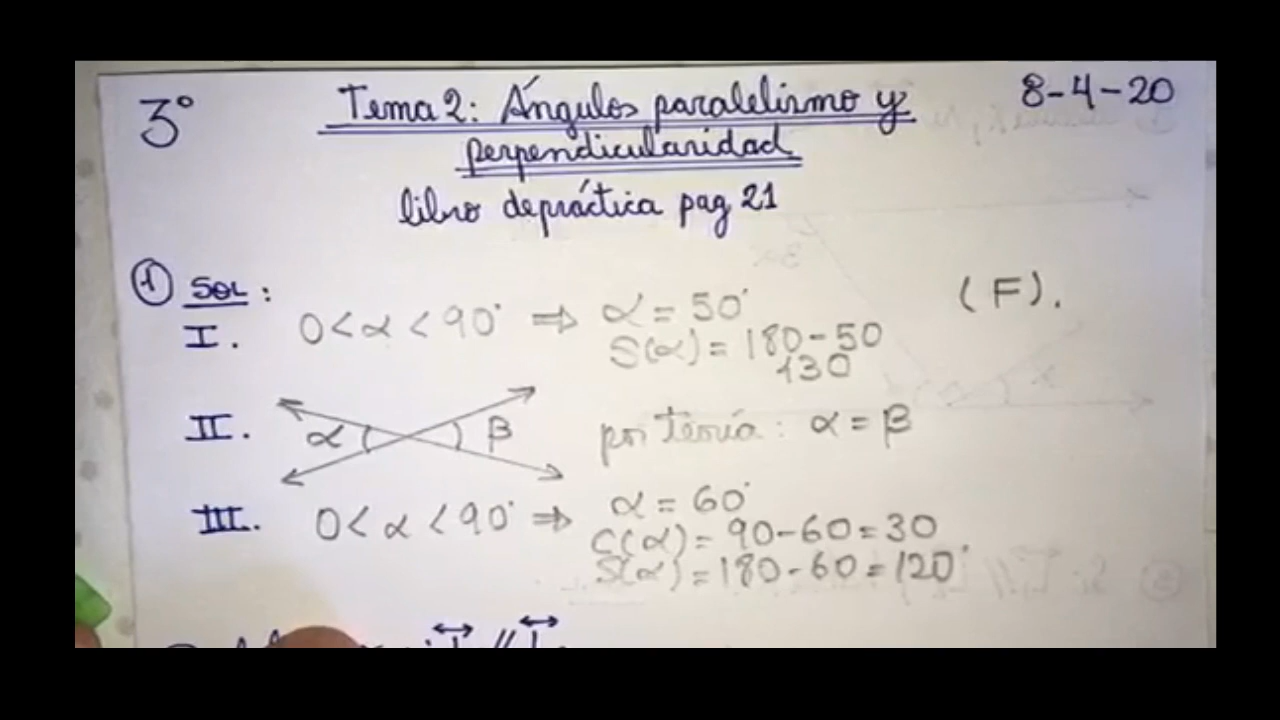 3° Tema 2: Ángulos paralelismo y 8-4-20
perpendicularidad
libro de práctica pag 21
1 SOL:
I. 0 < α < 90° ⇒ α = 50° (F).
S(α) = 180 - 50
130
II. α β por teoría: α = β
III. 0 < α < 90° ⇒ α = 60°
C(α) = 90 - 60 = 30
S(α) = 180 - 60 = 120°